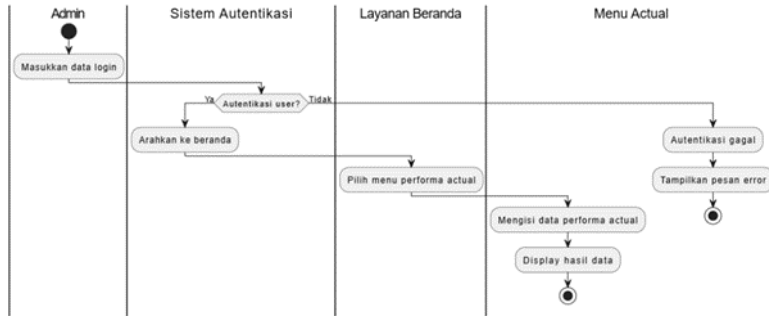 Admin
Sistem Autentikasi
Layanan Beranda
Menu Actual
Masukkan data login
Ya
Autentikasi user?
Tidak
Arahkan ke beranda
Autentikasi gagal
Pilih menu performa actual
Tampilkan pesan error
Mengisi data performa actual
Display hasil data